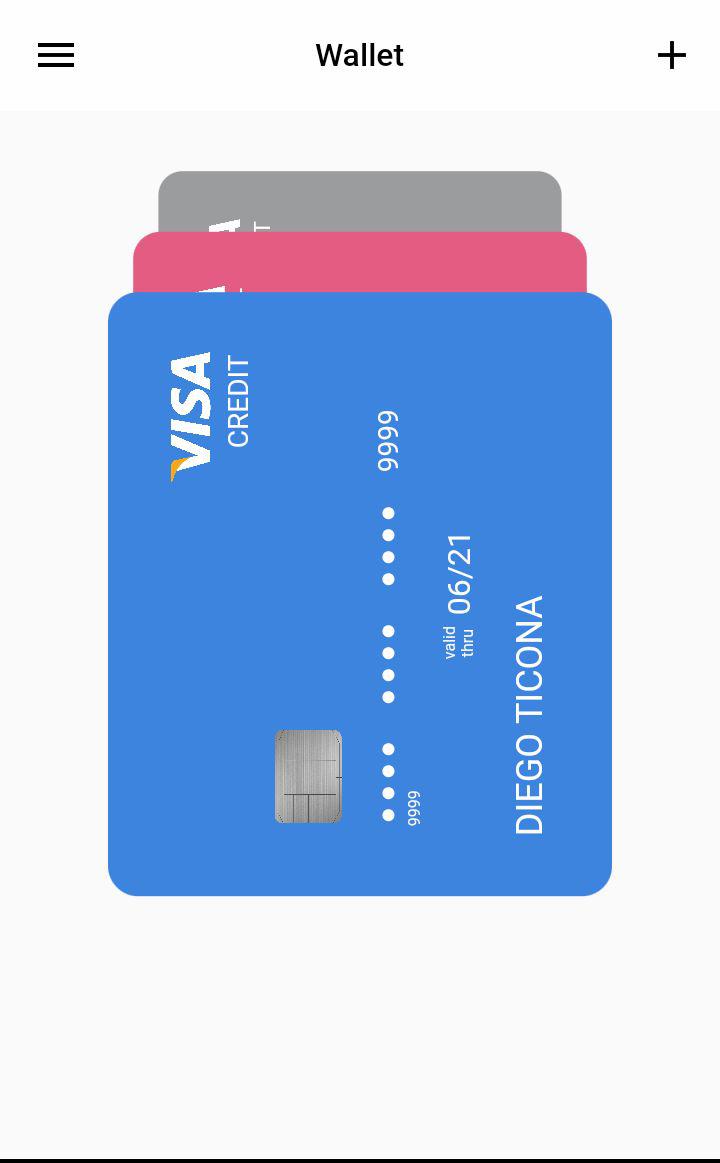 Wallet
VISA
CREDIT
•••• •••• •••• 9999
9999
valid
thru
06/21
DIEGO TICONA